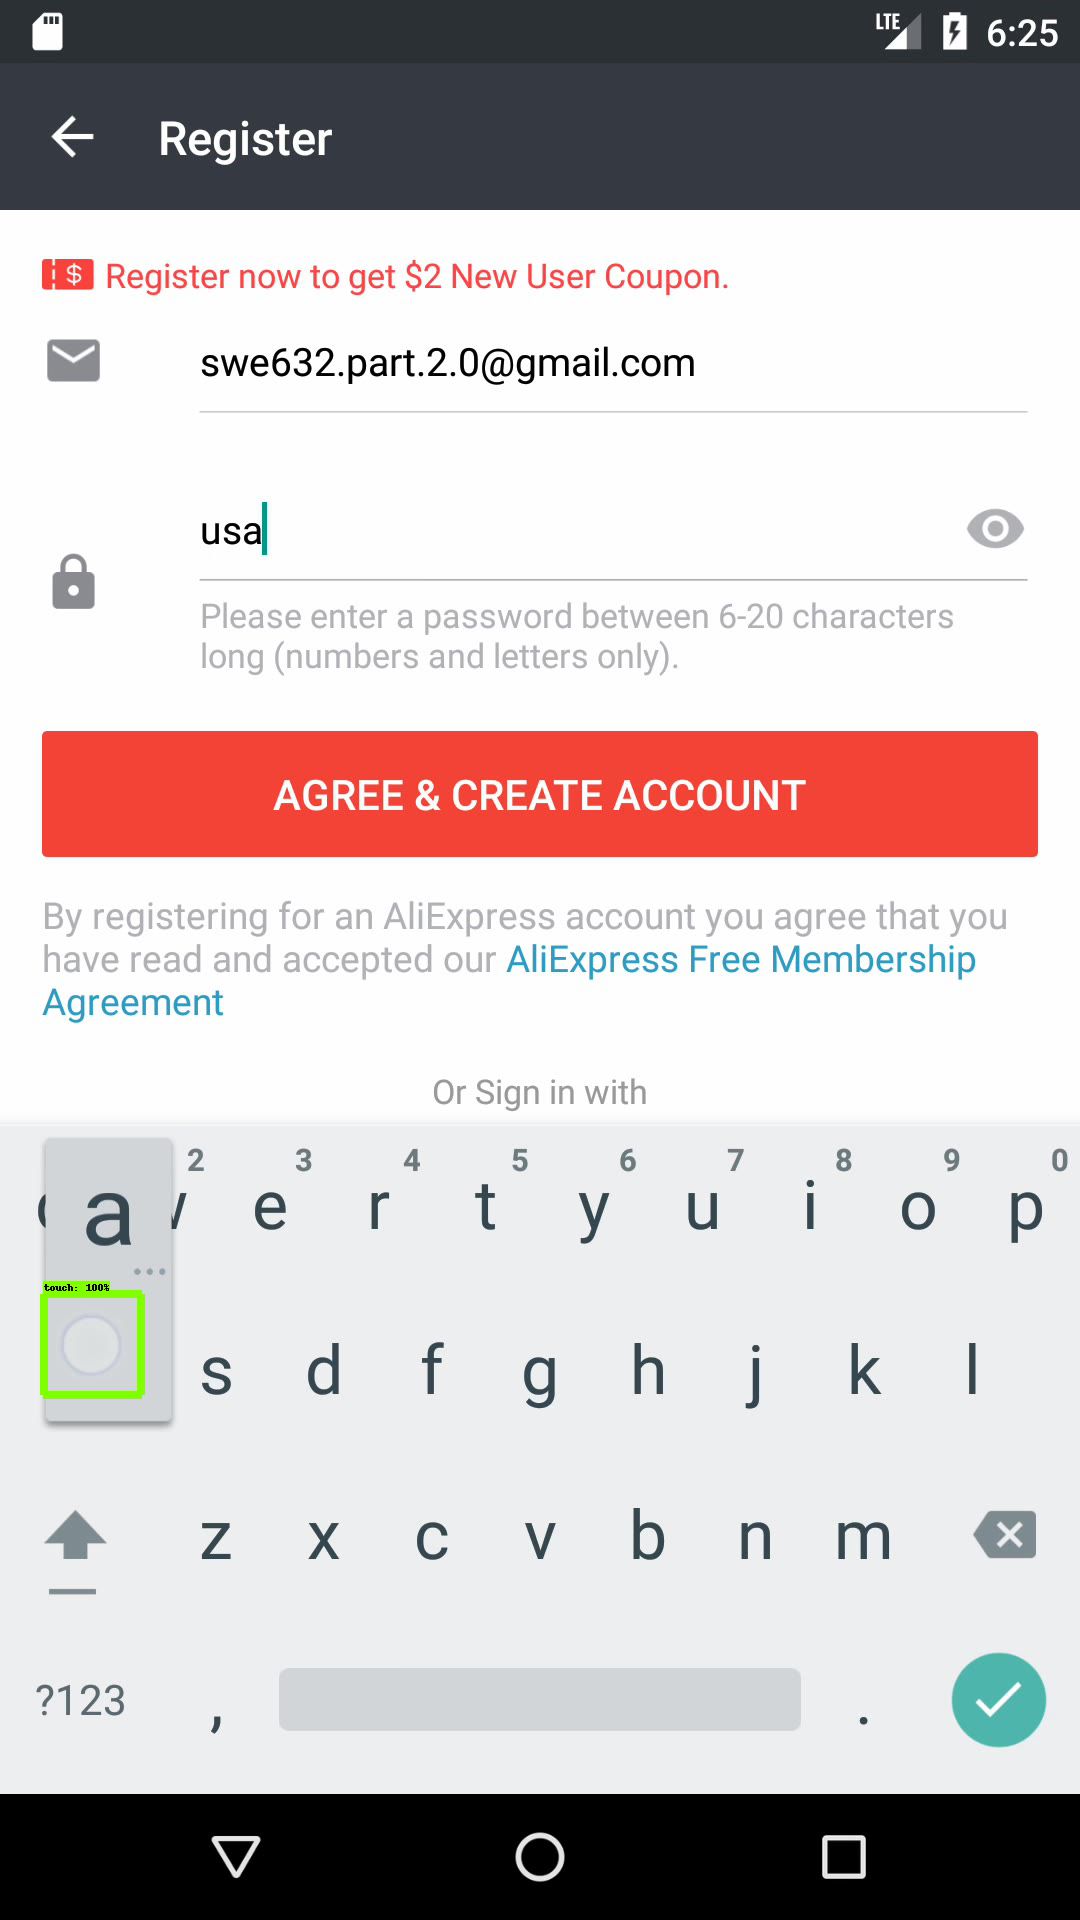 LTE 6:25
Register
$ Register now to get $2 New User Coupon.
swe632.part.2.0@gmail.com
usa
Please enter a password between 6-20 characters
long (numbers and letters only).
AGREE & CREATE ACCOUNT
By registering for an AliExpress account you agree that you
have read and accepted our AliExpress Free Membership
Agreement
Or Sign in with
2 3 4 5 6 7 8 9 0
a e r t y u i o p
touch: 100%
s d f g h j k l
z x c v b n m
?123 , .